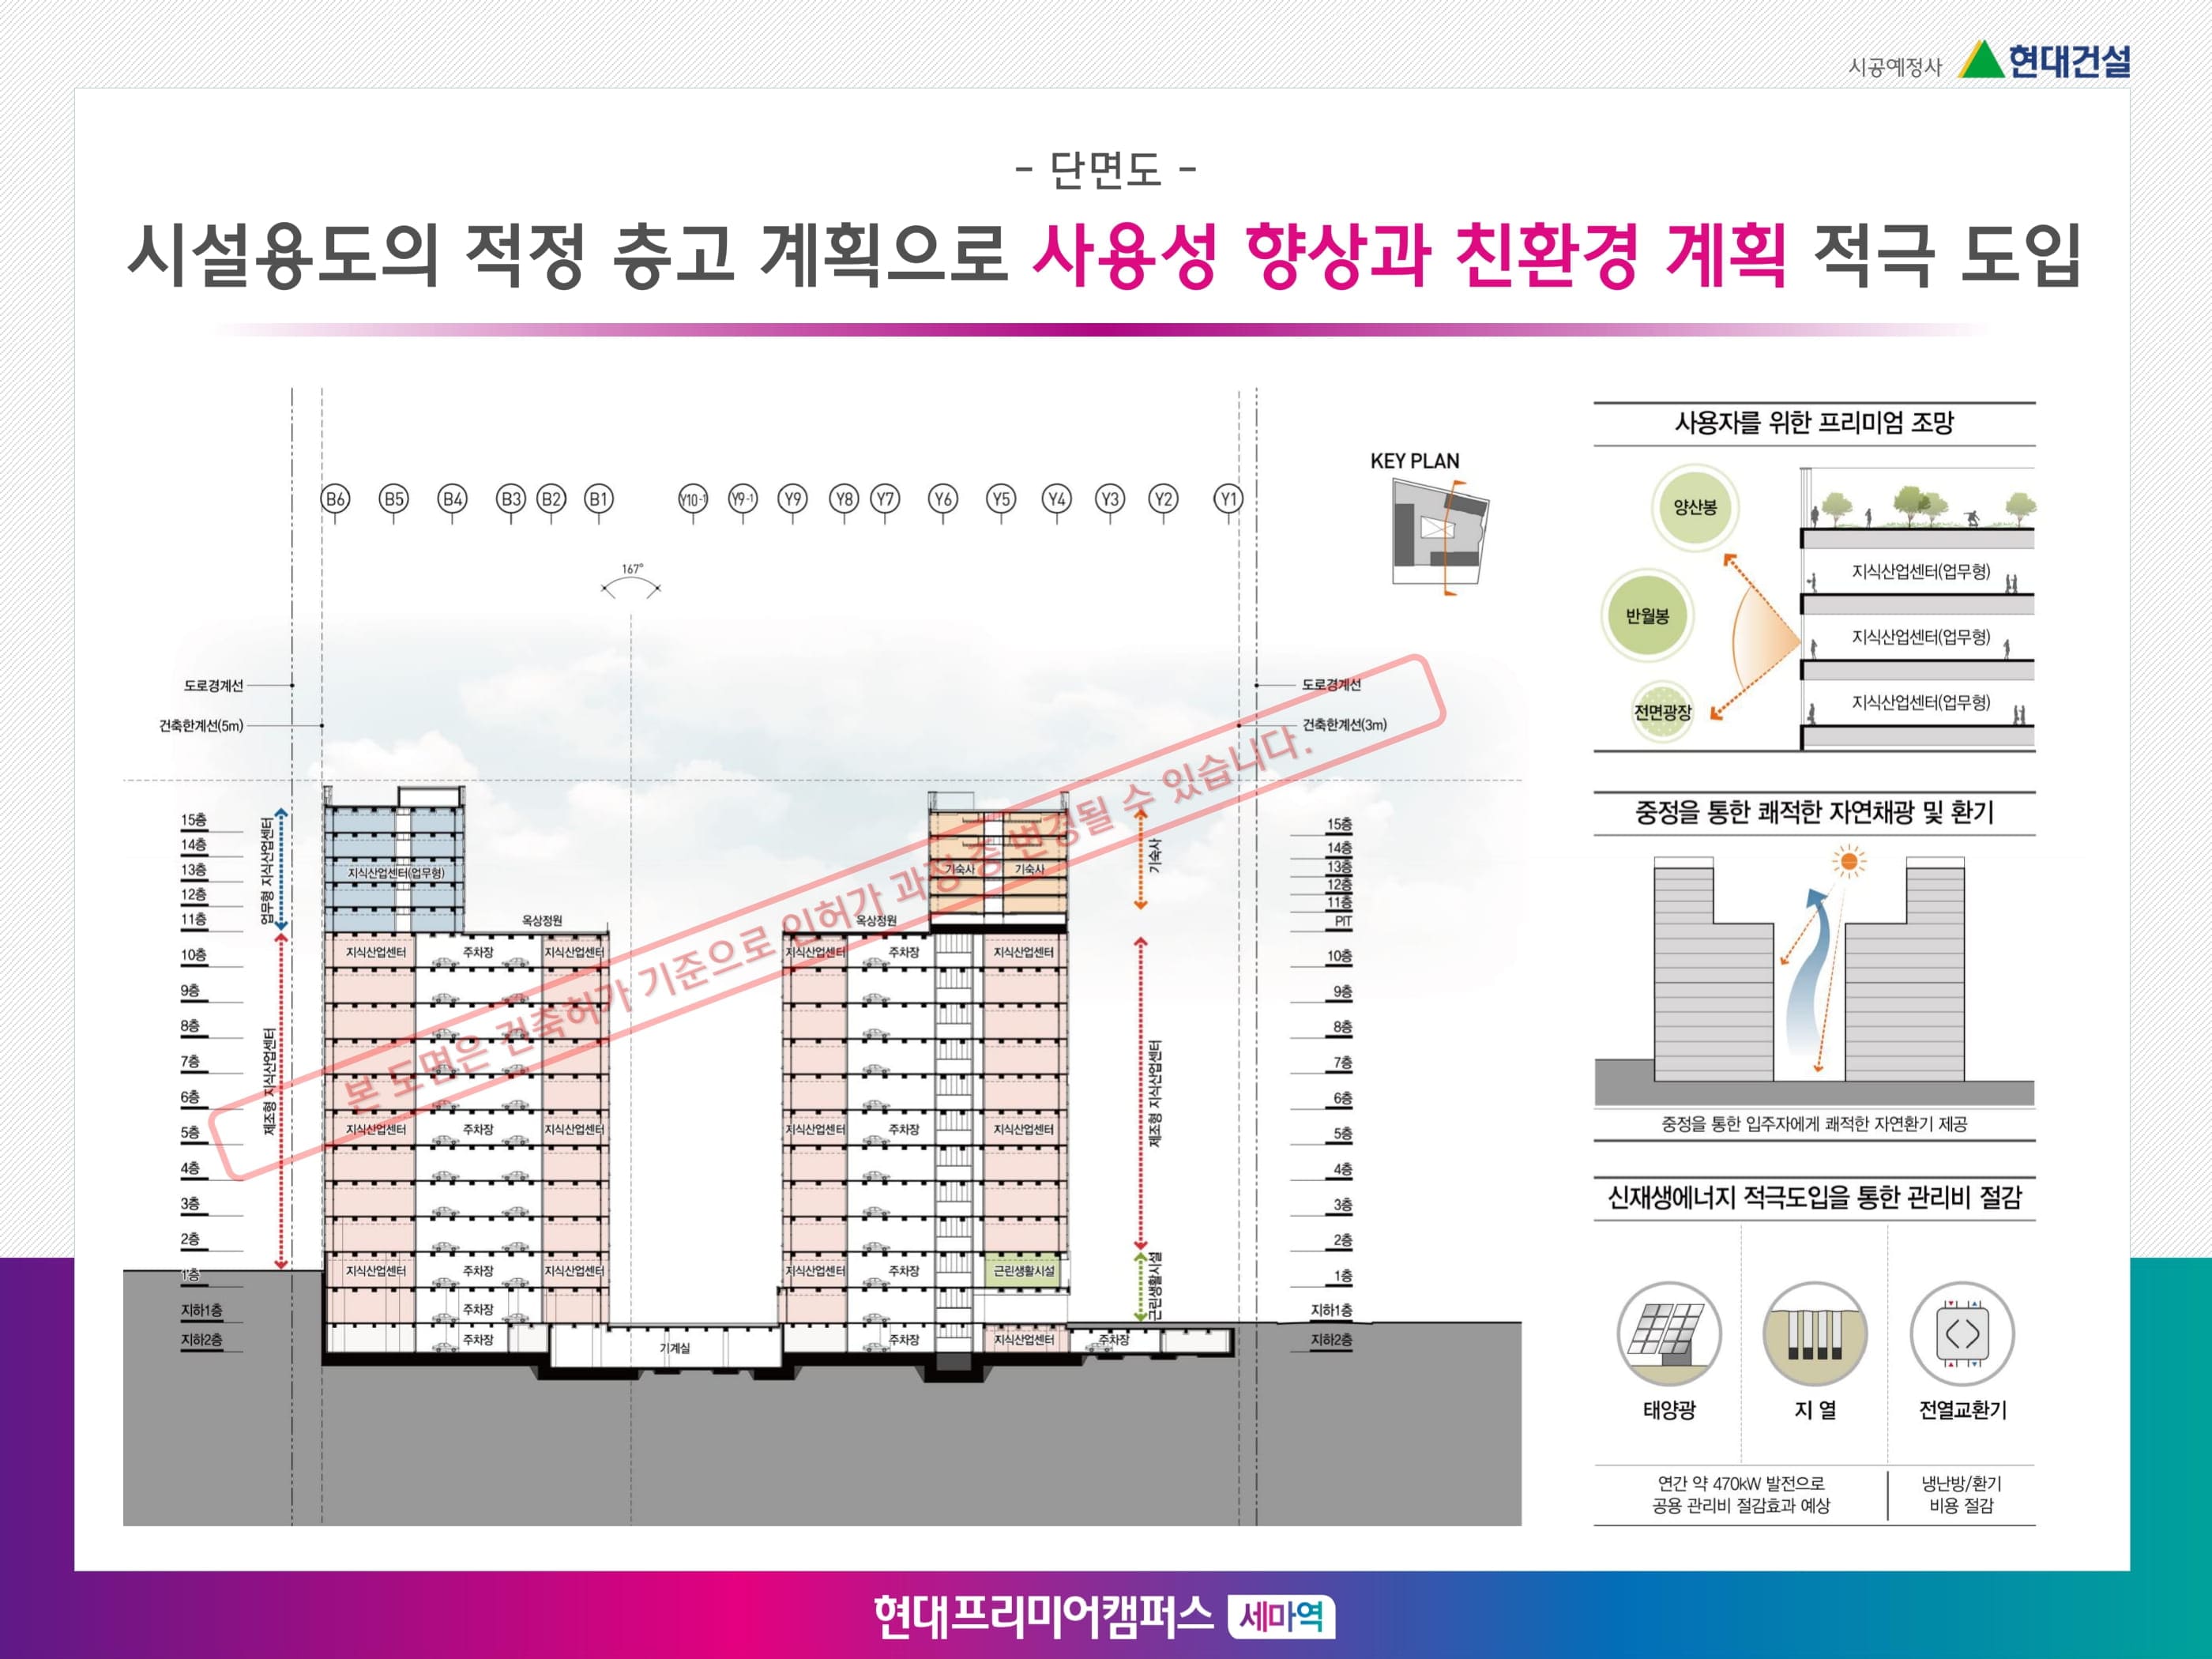 시공예정사 현대건설
- 단면도 -
시설용도의 적정 층고 계획으로 사용성 향상과 친환경 계획 적극 도입
B6 B5 B4 B3 B2 B1 Y10-1 Y9-1 Y9 Y8 Y7 Y6 Y5 Y4 Y3 Y2 Y1
167°
KEY PLAN
도로경계선
건축한계선(5m)
도로경계선
건축한계선(3m)
15층
14층
13층
12층
11층
10층
9층
8층
7층
6층
5층
4층
3층
2층
1층
지하1층
지하2층
업무형 지식산업센터
제조형 지식산업센터
지식산업센터(업무형)
옥상정원
지식산업센터 주차장 지식산업센터
지식산업센터 주차장 지식산업센터
지식산업센터 주차장 지식산업센터
주차장
주차장
기계실
기숙사 기숙사
옥상정원
지식산업센터 주차장 지식산업센터
지식산업센터 주차장 지식산업센터
지식산업센터 주차장 근린생활시설
주차장 지식산업센터 주차장
기숙사
제조형 지식산업센터
근린생활시설
15층
14층
13층
12층
11층
PIT
10층
9층
8층
7층
6층
5층
4층
3층
2층
1층
지하1층
지하2층
본 도면은 건축허가 기준으로 인허가 과정 중 변경될 수 있습니다.
사용자를 위한 프리미엄 조망
양산봉
반월봉
전면광장
지식산업센터(업무형)
지식산업센터(업무형)
지식산업센터(업무형)
중정을 통한 쾌적한 자연채광 및 환기
중정을 통한 입주자에게 쾌적한 자연환기 제공
신재생에너지 적극도입을 통한 관리비 절감
태양광 지 열 전열교환기
연간 약 470kW 발전으로
공용 관리비 절감효과 예상
냉난방/환기
비용 절감
현대프리미어캠퍼스 세마역